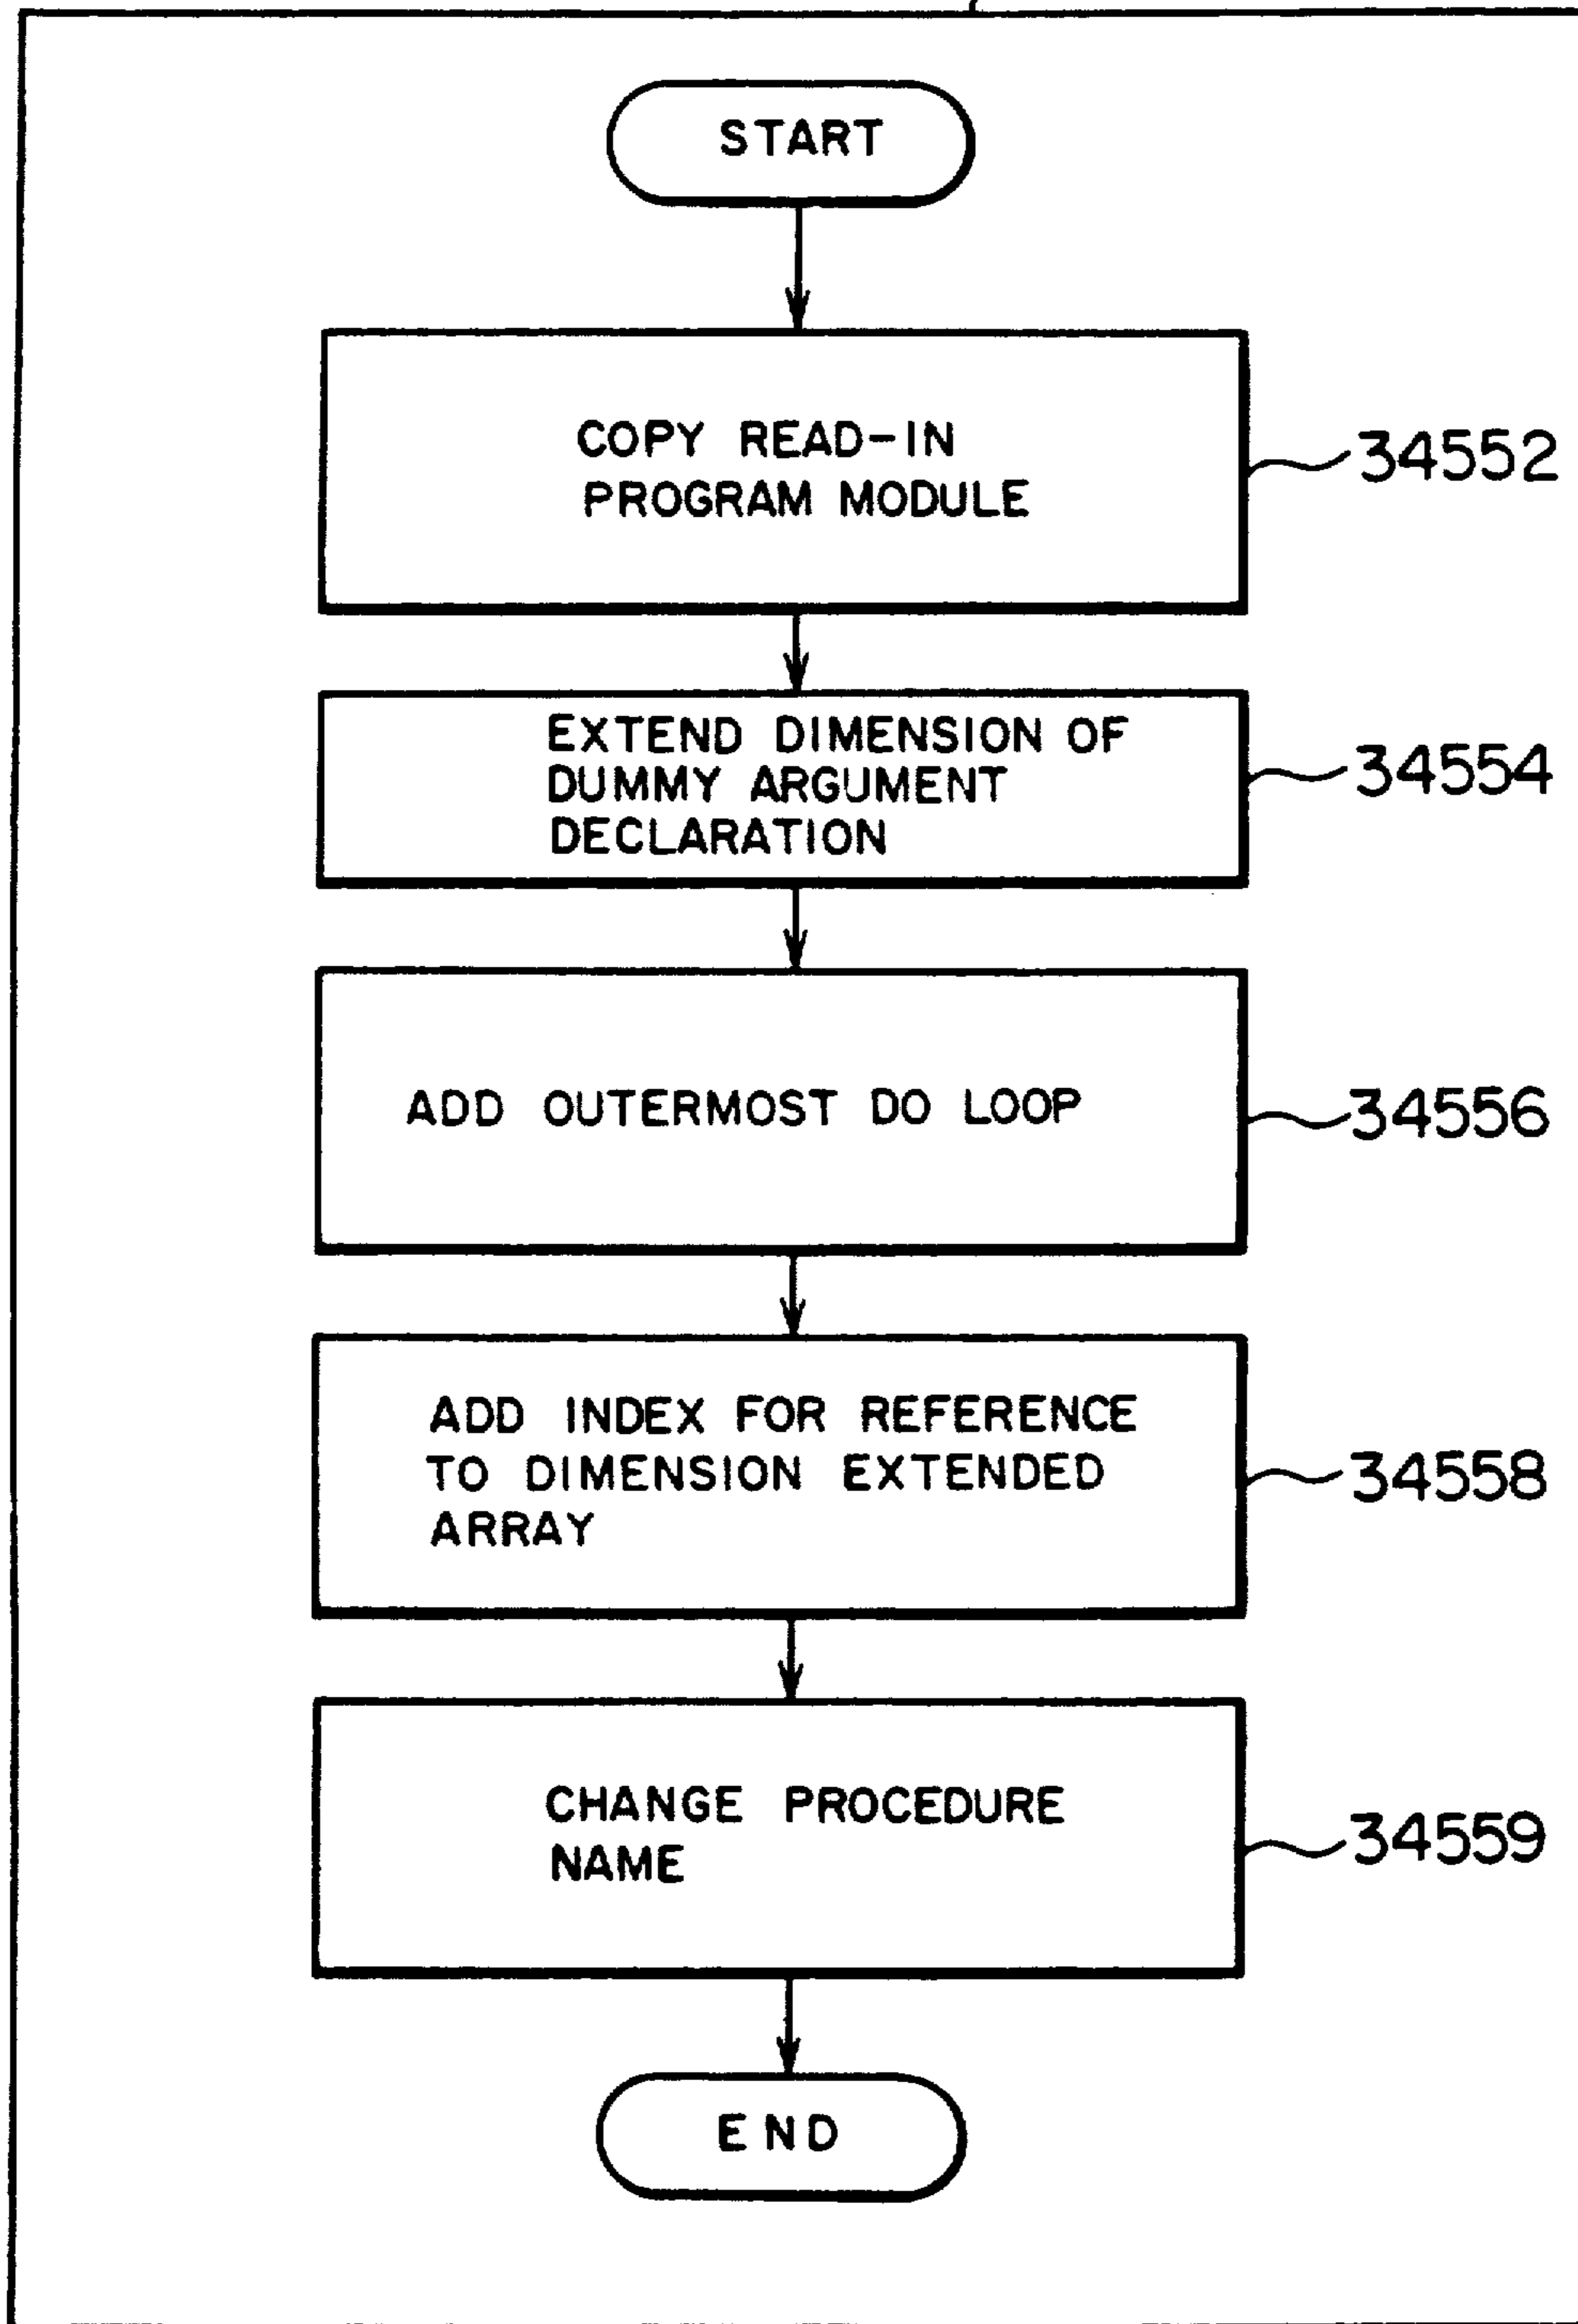 START
COPY READ-IN
PROGRAM MODULE
34552
EXTEND DIMENSION OF
DUMMY ARGUMENT
DECLARATION
34554
ADD OUTERMOST DO LOOP
34556
ADD INDEX FOR REFERENCE
TO DIMENSION EXTENDED
ARRAY
34558
CHANGE PROCEDURE
NAME
34559
END